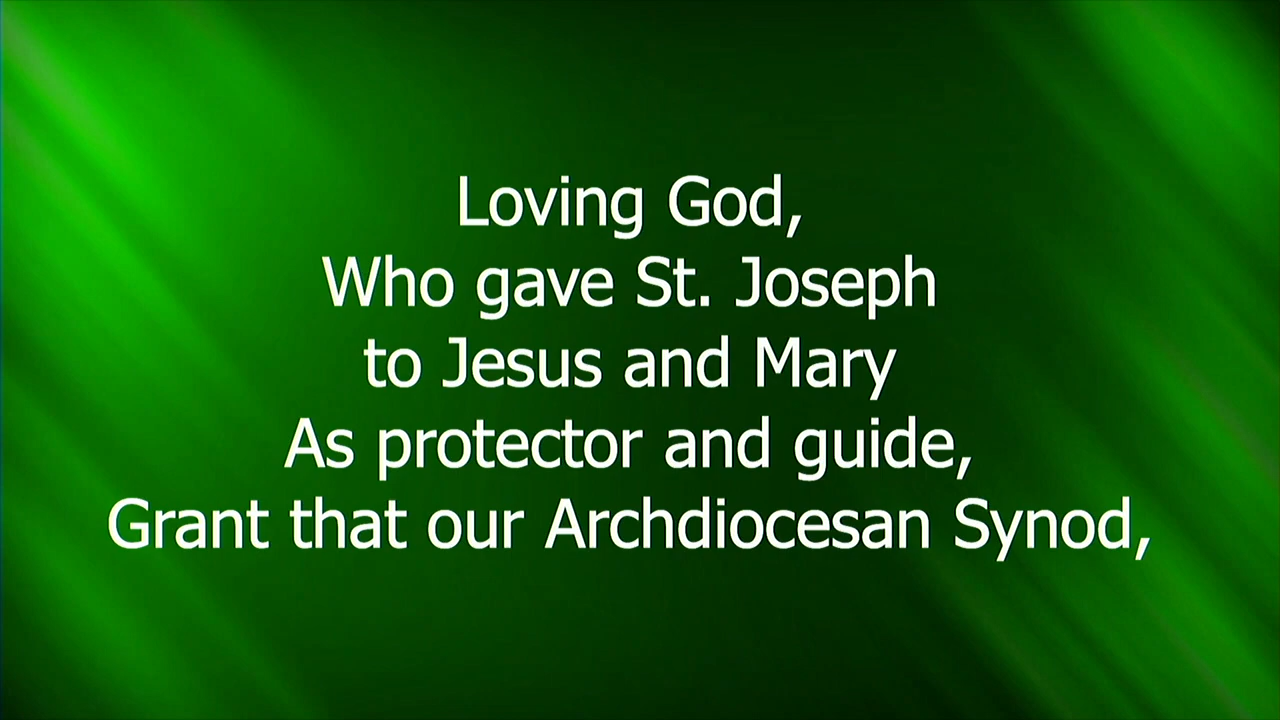 Loving God,
Who gave St. Joseph
to Jesus and Mary
As protector and guide,
Grant that our Archdiocesan Synod,